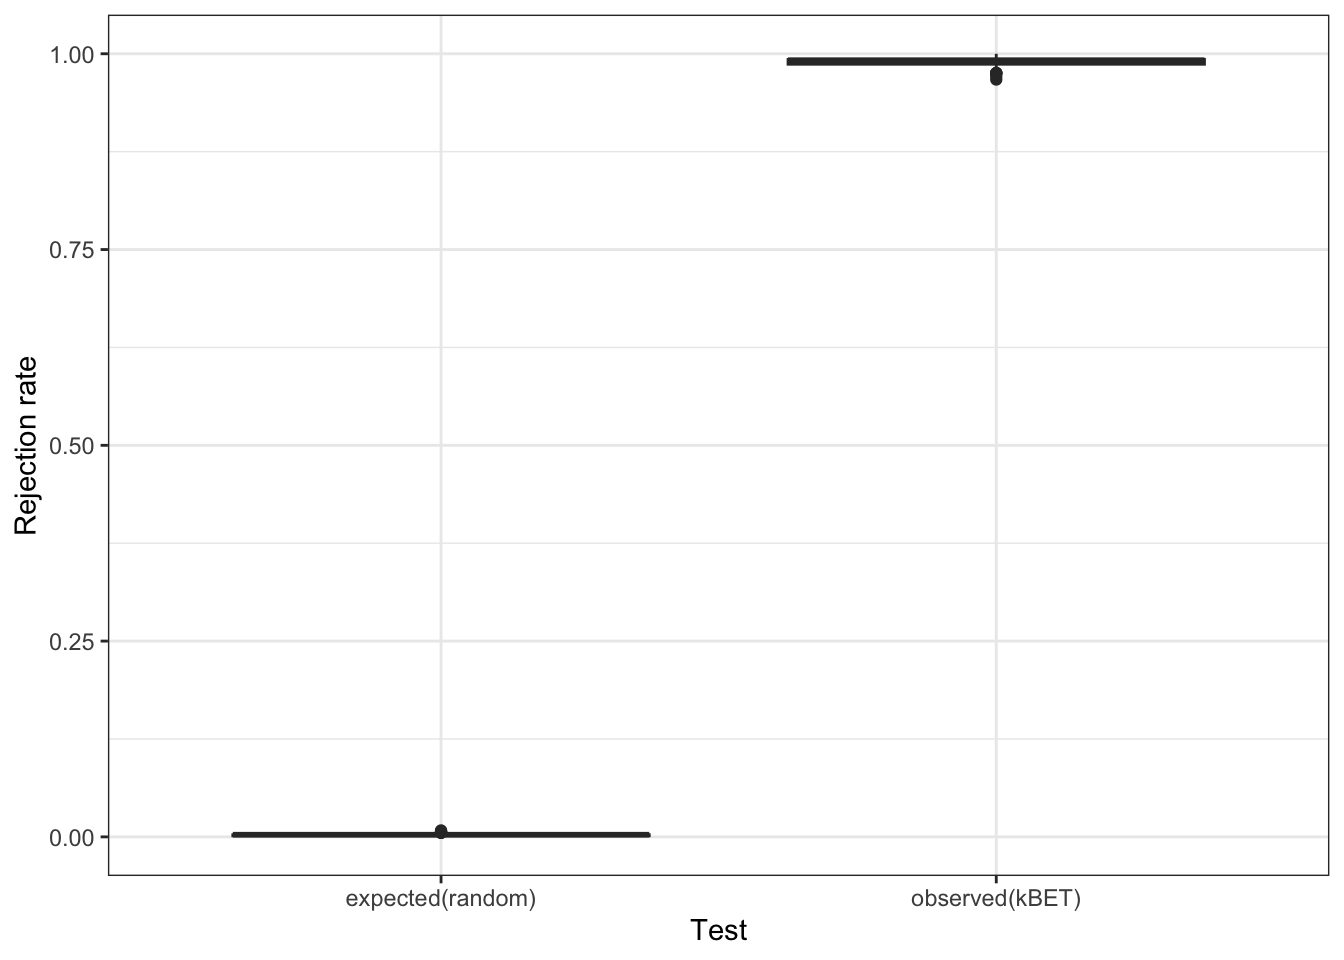 1.00
0.75
0.50
0.25
0.00
Rejection rate
expected(random)
observed(kBET)
Test